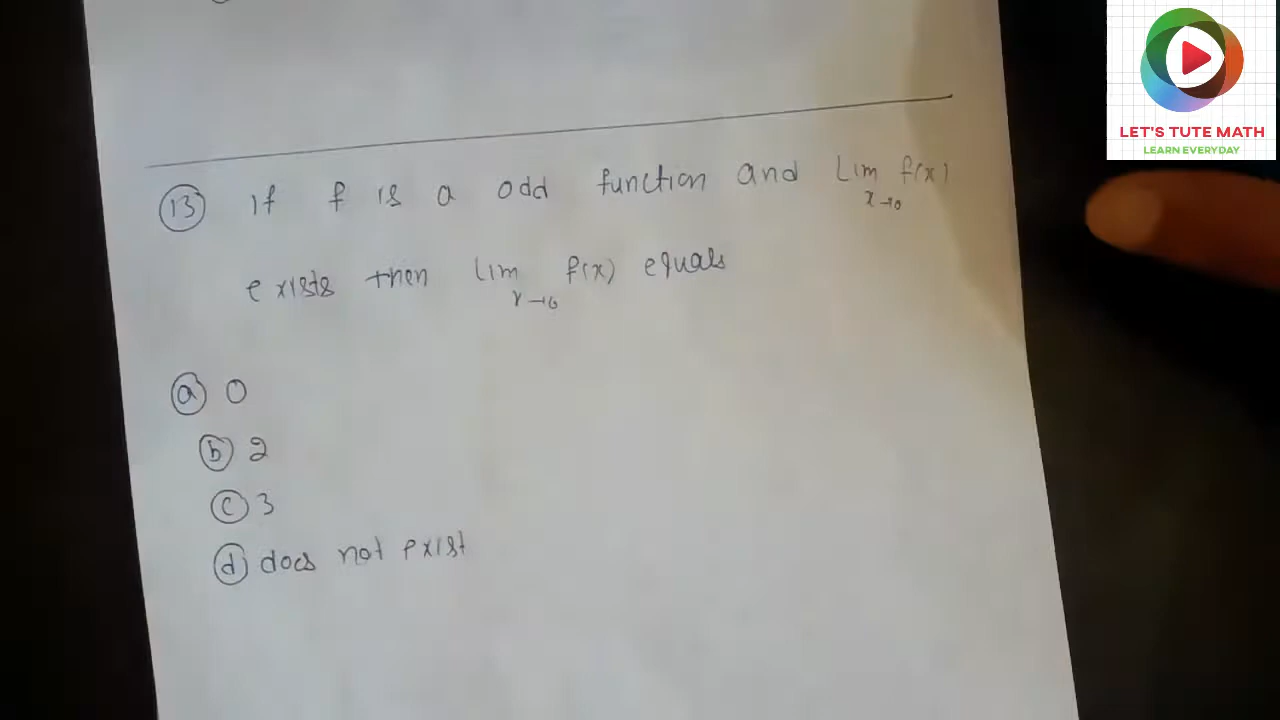 LET'S TUTE MATH
LEARN EVERYDAY
(13) If f is a odd function and Lim f(x)
x→0
exists then Lim f(x) equals
x→0
(a) 0
(b) 2
(c) 3
(d) does not exist